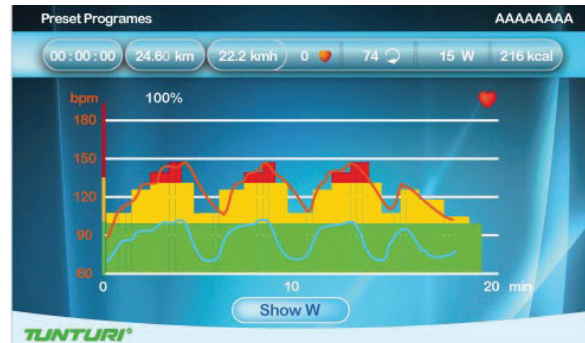 Preset Programes AAAAAAAA
00 : 00 : 00 24.60 km 22.2 kmh 0 74 15 W 216 kcal
bpm 100%
180
150
120
90
60
0 10 20 min
Show W
TUNTURI®